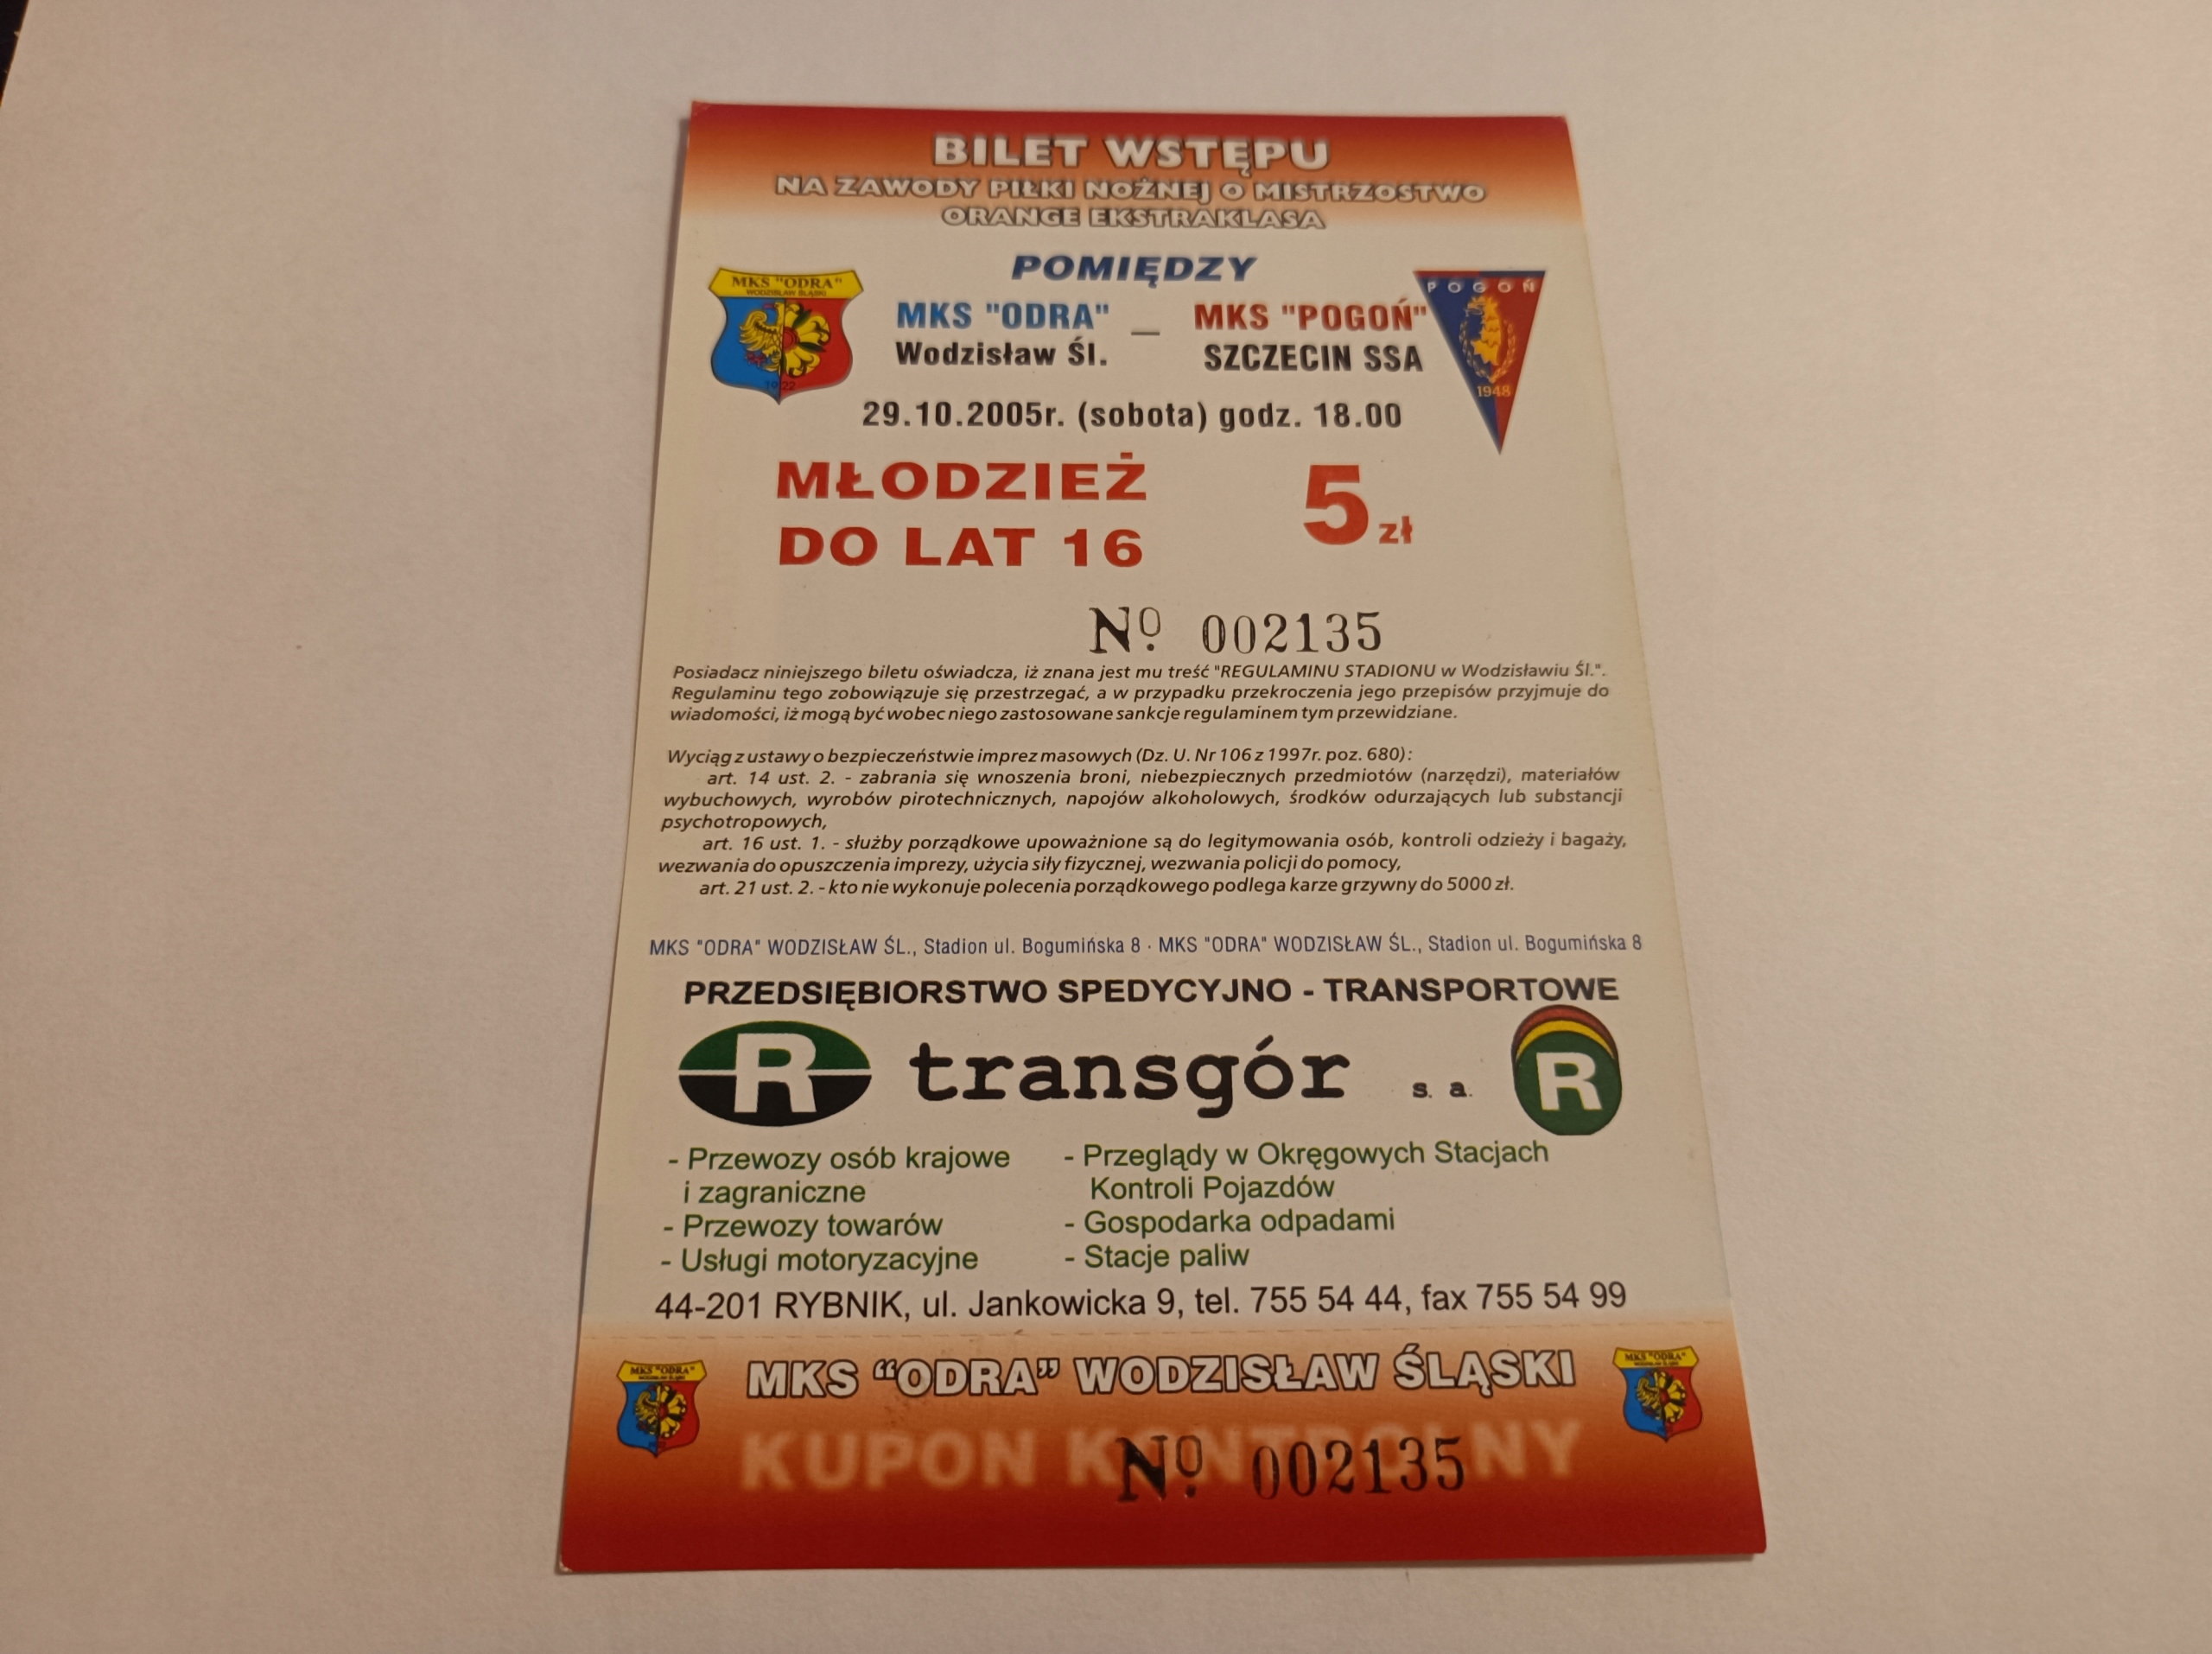 BILET WSTĘPU
NA ZAWODY PIŁKI NOŻNEJ O MISTRZOSTWO
ORANGE EKSTRAKLASA
POMIĘDZY
MKS "ODRA"
WODZISŁAW ŚLĄSKI
1922
MKS "ODRA" – MKS "POGOŃ"
Wodzisław Śl. SZCZECIN SSA
POGOŃ
1948
29.10.2005r. (sobota) godz. 18.00
MŁODZIEŻ
DO LAT 16
5 zł
Nº 002135
Posiadacz niniejszego biletu oświadcza, iż znana jest mu treść "REGULAMINU STADIONU w Wodzisławiu Śl.".
Regulaminu tego zobowiązuje się przestrzegać, a w przypadku przekroczenia jego przepisów przyjmuje do
wiadomości, iż mogą być wobec niego zastosowane sankcje regulaminem tym przewidziane.
Wyciąg z ustawy o bezpieczeństwie imprez masowych (Dz. U. Nr 106 z 1997r. poz. 680):
art. 14 ust. 2. - zabrania się wnoszenia broni, niebezpiecznych przedmiotów (narzędzi), materiałów
wybuchowych, wyrobów pirotechnicznych, napojów alkoholowych, środków odurzających lub substancji
psychotropowych,
art. 16 ust. 1. - służby porządkowe upoważnione są do legitymowania osób, kontroli odzieży i bagaży,
wezwania do opuszczenia imprezy, użycia siły fizycznej, wezwania policji do pomocy,
art. 21 ust. 2. - kto nie wykonuje polecenia porządkowego podlega karze grzywny do 5000 zł.
MKS "ODRA" WODZISŁAW ŚL., Stadion ul. Bogumińska 8 · MKS "ODRA" WODZISŁAW ŚL., Stadion ul. Bogumińska 8
PRZEDSIĘBIORSTWO SPEDYCYJNO - TRANSPORTOWE
R transgór s. a. R
- Przewozy osób krajowe
i zagraniczne
- Przewozy towarów
- Usługi motoryzacyjne
- Przeglądy w Okręgowych Stacjach
Kontroli Pojazdów
- Gospodarka odpadami
- Stacje paliw
44-201 RYBNIK, ul. Jankowicka 9, tel. 755 54 44, fax 755 54 99
MKS "ODRA"
MKS “ODRA” WODZISŁAW ŚLĄSKI
MKS "ODRA"
KUPON KONTROLNY
Nº 002135